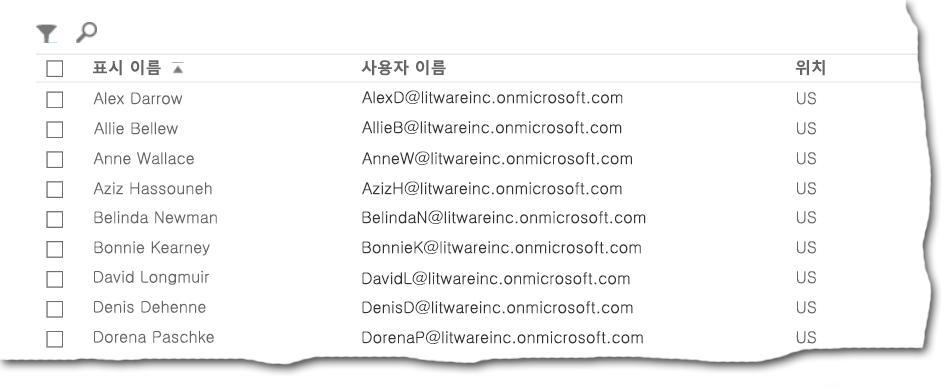 표시 이름 사용자 이름 위치
Alex Darrow AlexD@litwareinc.onmicrosoft.com US
Allie Bellew AllieB@litwareinc.onmicrosoft.com US
Anne Wallace AnneW@litwareinc.onmicrosoft.com US
Aziz Hassouneh AzizH@litwareinc.onmicrosoft.com US
Belinda Newman BelindaN@litwareinc.onmicrosoft.com US
Bonnie Kearney BonnieK@litwareinc.onmicrosoft.com US
David Longmuir DavidL@litwareinc.onmicrosoft.com US
Denis Dehenne DenisD@litwareinc.onmicrosoft.com US
Dorena Paschke DorenaP@litwareinc.onmicrosoft.com US